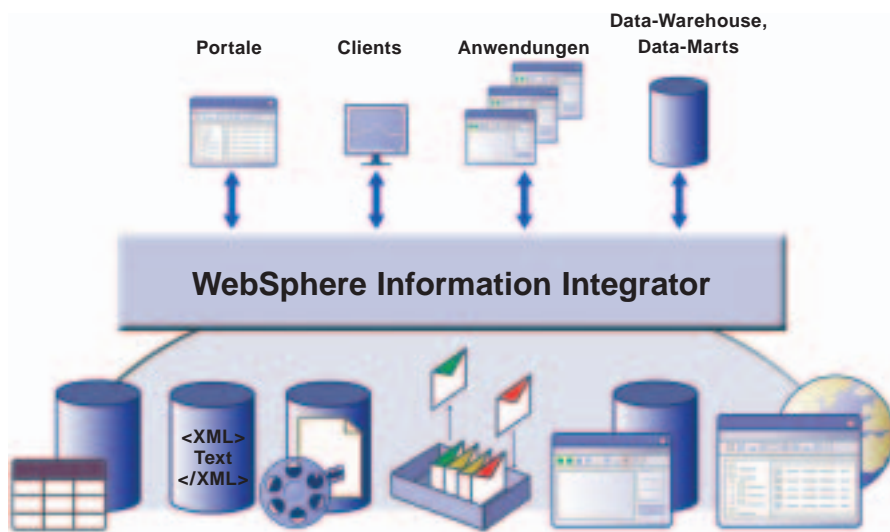 Portale
Clients
Anwendungen
Data-Warehouse,
Data-Marts
WebSphere Information Integrator
<XML>
Text
</XML>